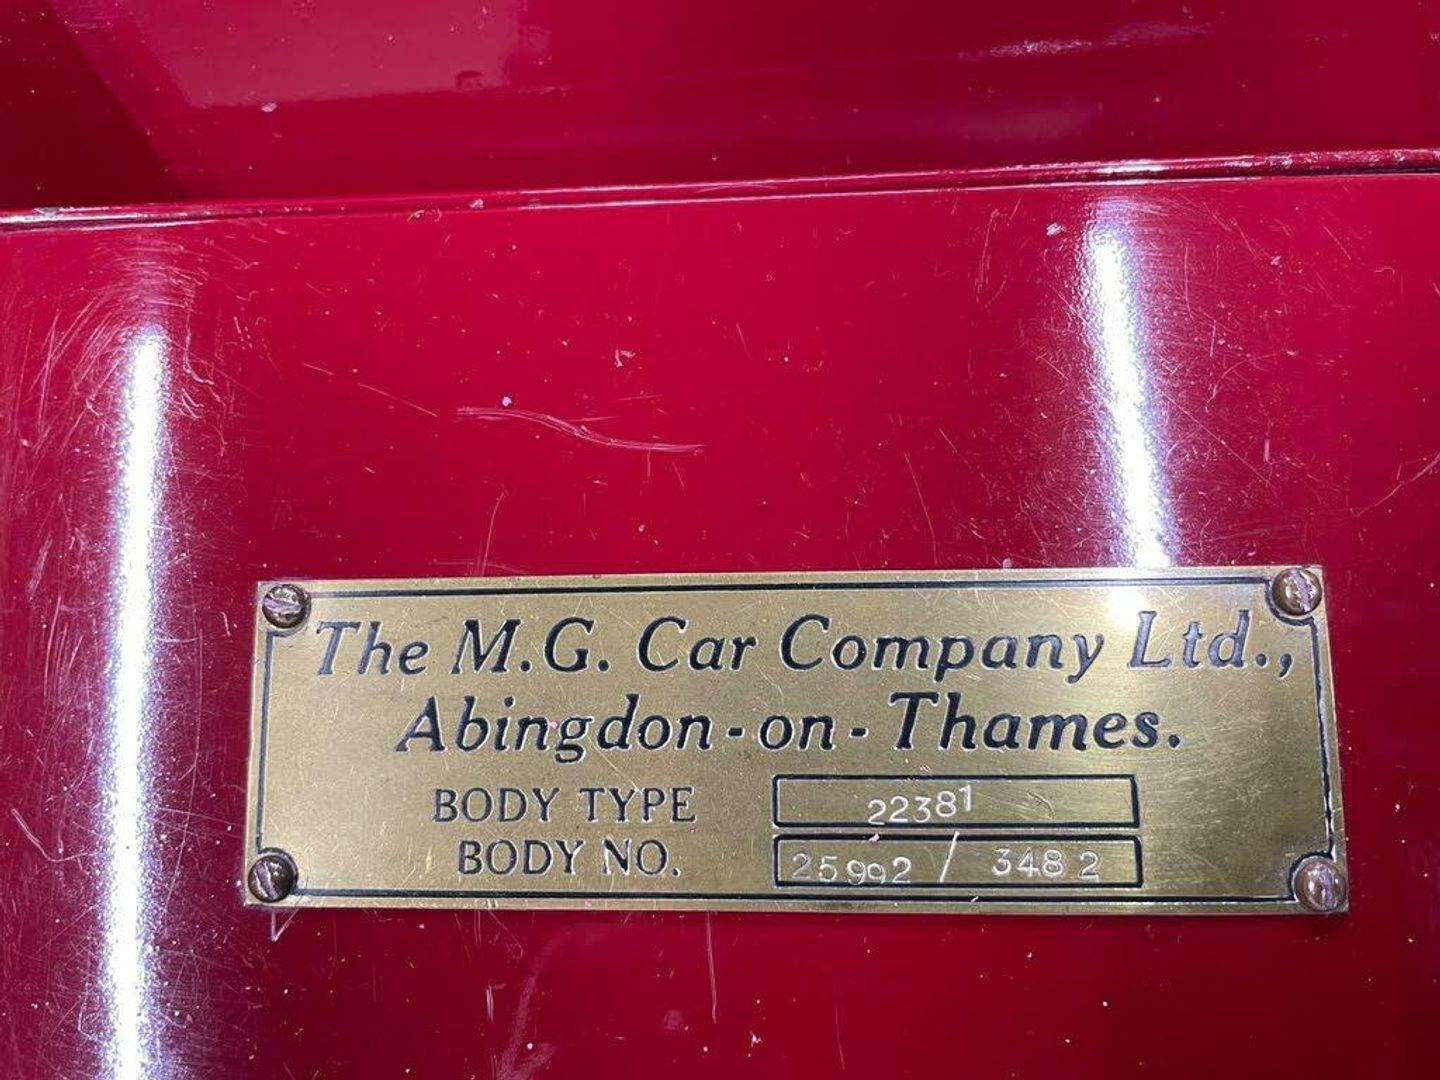 The M.G. Car Company Ltd.,
Abingdon-on-Thames.
BODY TYPE 22381
BODY NO. 25992 / 3482